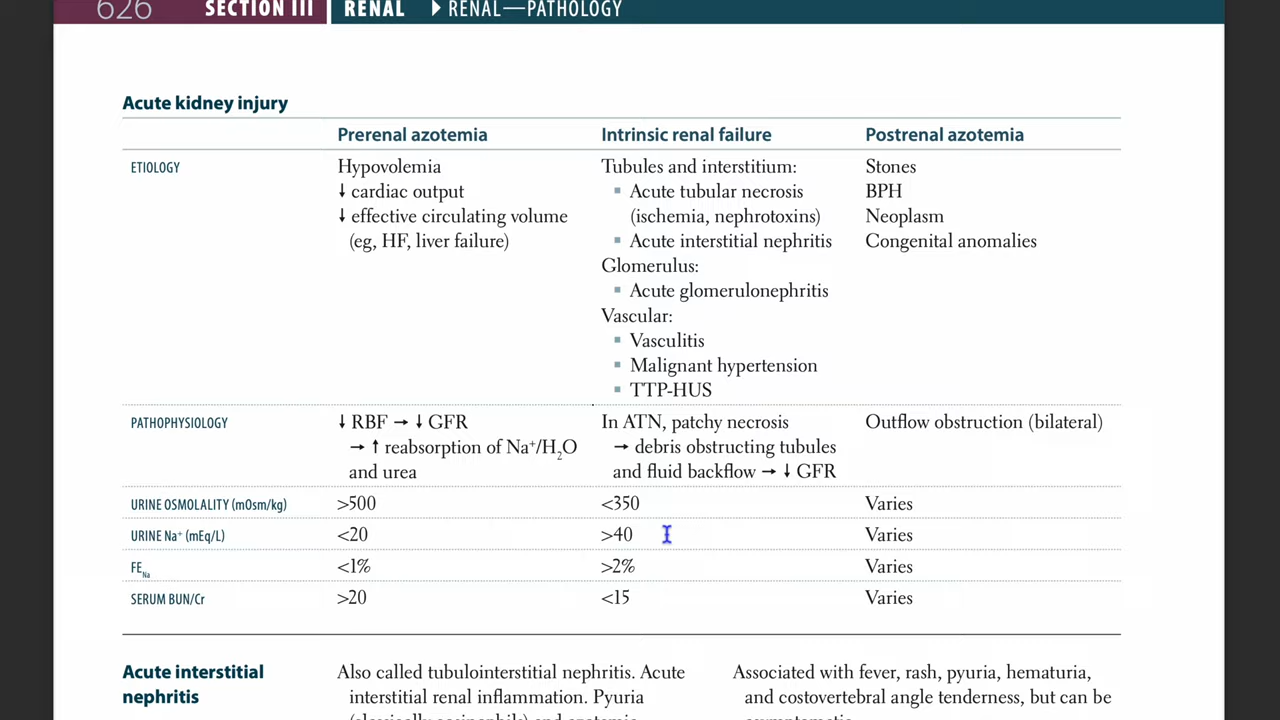 626 SECTION III RENAL ▶ RENAL—PATHOLOGY
Acute kidney injury
Prerenal azotemia Intrinsic renal failure Postrenal azotemia
ETIOLOGY Hypovolemia Tubules and interstitium: Stones
↓ cardiac output ▪ Acute tubular necrosis BPH
↓ effective circulating volume (ischemia, nephrotoxins) Neoplasm
(eg, HF, liver failure) ▪ Acute interstitial nephritis Congenital anomalies
Glomerulus:
▪ Acute glomerulonephritis
Vascular:
▪ Vasculitis
▪ Malignant hypertension
▪ TTP-HUS
PATHOPHYSIOLOGY ↓ RBF → ↓ GFR In ATN, patchy necrosis Outflow obstruction (bilateral)
→ ↑ reabsorption of Na⁺/H₂O → debris obstructing tubules
and urea and fluid backflow → ↓ GFR
URINE OSMOLALITY (mOsm/kg) >500 <350 Varies
URINE Na⁺ (mEq/L) <20 >40 Varies
FENa <1% >2% Varies
SERUM BUN/Cr >20 <15 Varies
Acute interstitial Also called tubulointerstitial nephritis. Acute Associated with fever, rash, pyuria, hematuria,
nephritis interstitial renal inflammation. Pyuria and costovertebral angle tenderness, but can be